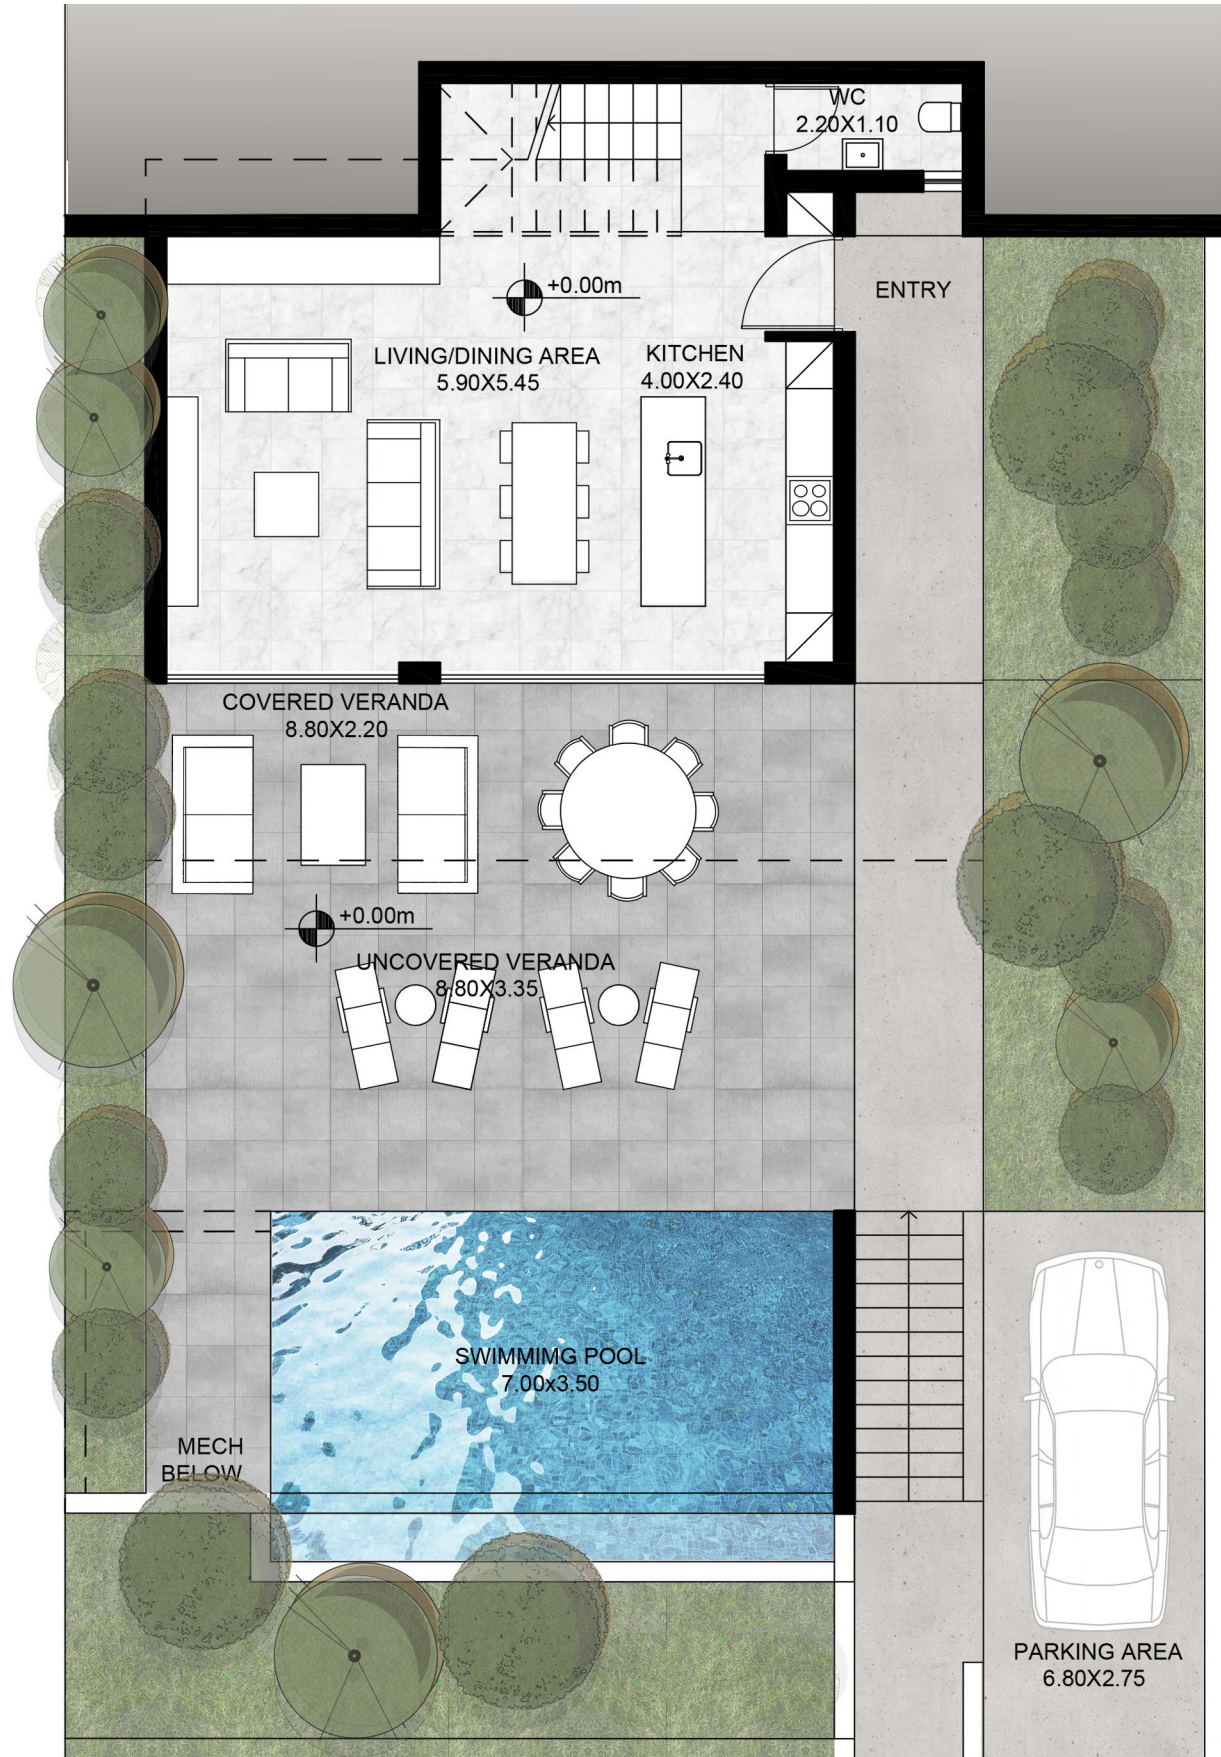 WC
2.20X1.10
+0.00m
ENTRY
LIVING/DINING AREA
5.90X5.45
KITCHEN
4.00X2.40
COVERED VERANDA
8.80X2.20
+0.00m
UNCOVERED VERANDA
8.80X3.35
SWIMMIMG POOL
7.00x3.50
MECH
BELOW
PARKING AREA
6.80X2.75